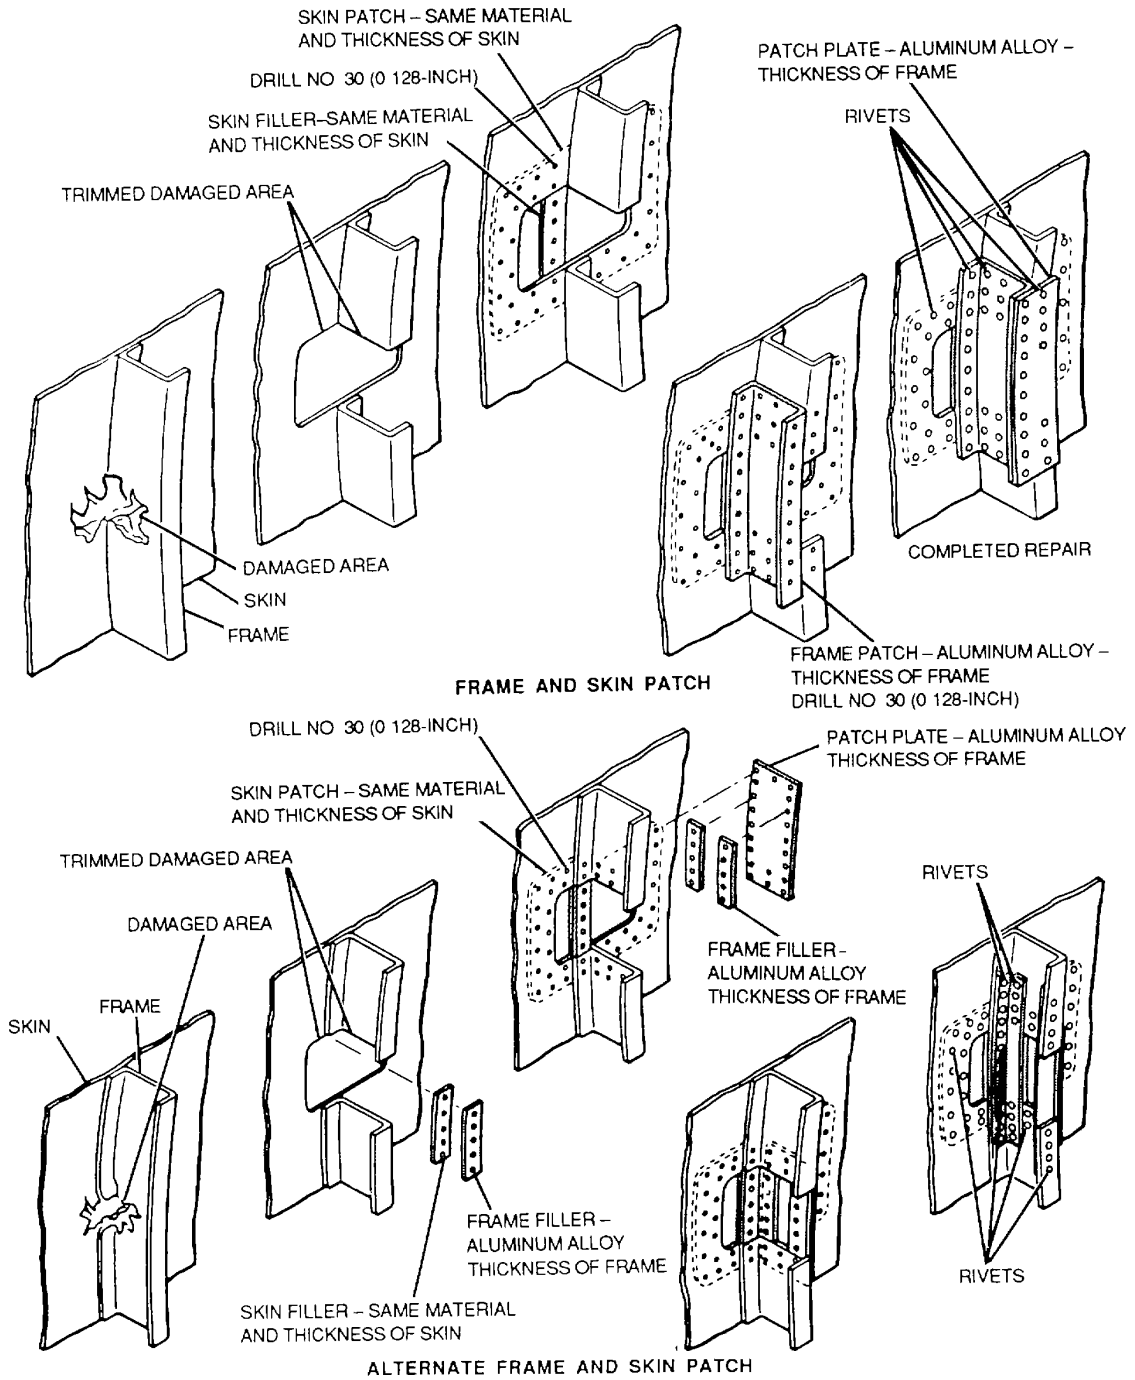 SKIN PATCH – SAME MATERIAL
AND THICKNESS OF SKIN
DRILL NO 30 (0 128-INCH)
SKIN FILLER–SAME MATERIAL
AND THICKNESS OF SKIN
TRIMMED DAMAGED AREA
PATCH PLATE – ALUMINUM ALLOY –
THICKNESS OF FRAME
RIVETS
DAMAGED AREA
SKIN
FRAME
COMPLETED REPAIR
FRAME PATCH – ALUMINUM ALLOY –
THICKNESS OF FRAME
DRILL NO 30 (0 128-INCH)
FRAME AND SKIN PATCH
DRILL NO 30 (0 128-INCH)
SKIN PATCH – SAME MATERIAL
AND THICKNESS OF SKIN
TRIMMED DAMAGED AREA
DAMAGED AREA
FRAME
SKIN
PATCH PLATE – ALUMINUM ALLOY
THICKNESS OF FRAME
FRAME FILLER –
ALUMINUM ALLOY
THICKNESS OF FRAME
RIVETS
FRAME FILLER –
ALUMINUM ALLOY
THICKNESS OF FRAME
SKIN FILLER – SAME MATERIAL
AND THICKNESS OF SKIN
RIVETS
ALTERNATE FRAME AND SKIN PATCH